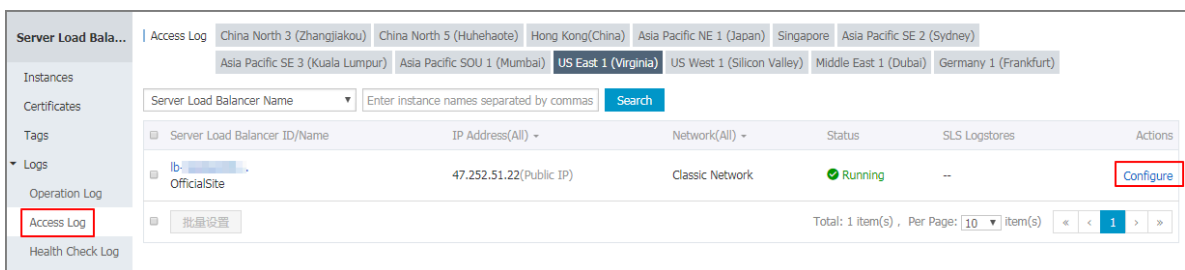 Server Load Bala...
Instances
Certificates
Tags
Logs
Operation Log
Access Log
Health Check Log
Access Log China North 3 (Zhangjiakou) China North 5 (Huhehaote) Hong Kong(China) Asia Pacific NE 1 (Japan) Singapore Asia Pacific SE 2 (Sydney)
Asia Pacific SE 3 (Kuala Lumpur) Asia Pacific SOU 1 (Mumbai) US East 1 (Virginia) US West 1 (Silicon Valley) Middle East 1 (Dubai) Germany 1 (Frankfurt)
Server Load Balancer Name Enter instance names separated by commas Search
Server Load Balancer ID/Name IP Address(All) Network(All) Status SLS Logstores Actions
lb-
OfficialSite 47.252.51.22(Public IP) Classic Network Running -- Configure
批量设置 Total: 1 item(s) , Per Page: 10 item(s) « < 1 > »